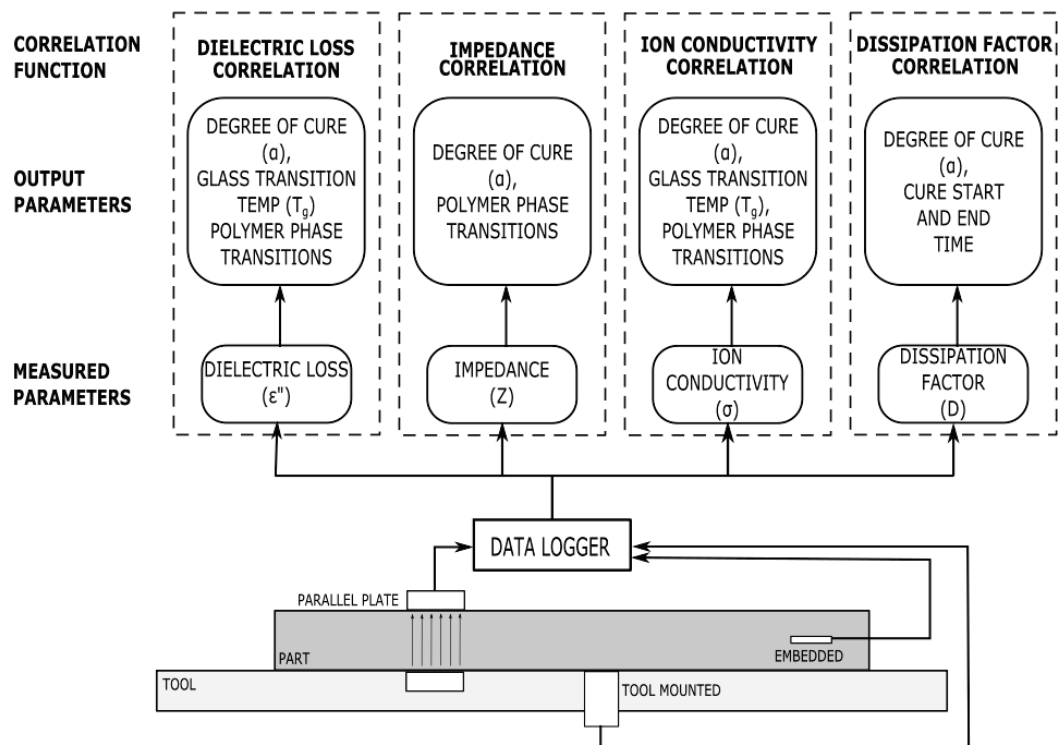 CORRELATION
FUNCTION
DIELECTRIC LOSS
CORRELATION
IMPEDANCE
CORRELATION
ION CONDUCTIVITY
CORRELATION
DISSIPATION FACTOR
CORRELATION
OUTPUT
PARAMETERS
DEGREE OF CURE
(α),
GLASS TRANSITION
TEMP (Tg)
POLYMER PHASE
TRANSITIONS
DEGREE OF CURE
(α),
POLYMER PHASE
TRANSITIONS
DEGREE OF CURE
(α),
GLASS TRANSITION
TEMP (Tg),
POLYMER PHASE
TRANSITIONS
DEGREE OF CURE
(α),
CURE START
AND END
TIME
MEASURED
PARAMETERS
DIELECTRIC LOSS
(ε")
IMPEDANCE
(Z)
ION
CONDUCTIVITY
(σ)
DISSIPATION
FACTOR
(D)
DATA LOGGER
PARALLEL PLATE
PART
EMBEDDED
TOOL
TOOL MOUNTED